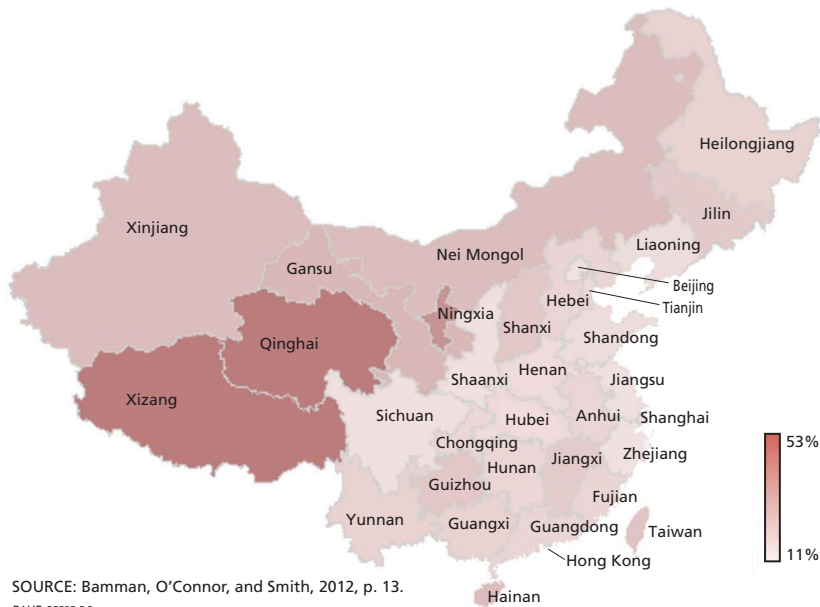 Heilongjiang
Jilin
Xinjiang
Liaoning
Nei Mongol
Gansu
Beijing
Hebei
Tianjin
Ningxia
Shanxi
Shandong
Qinghai
Henan
Shaanxi
Jiangsu
Xizang
Sichuan
Hubei
Anhui
Shanghai
Chongqing
53%
Zhejiang
Hunan
Jiangxi
Guizhou
Fujian
Yunnan
Guangxi
Guangdong
Taiwan
Hong Kong
11%
SOURCE: Bamman, O'Connor, and Smith, 2012, p. 13.
Hainan